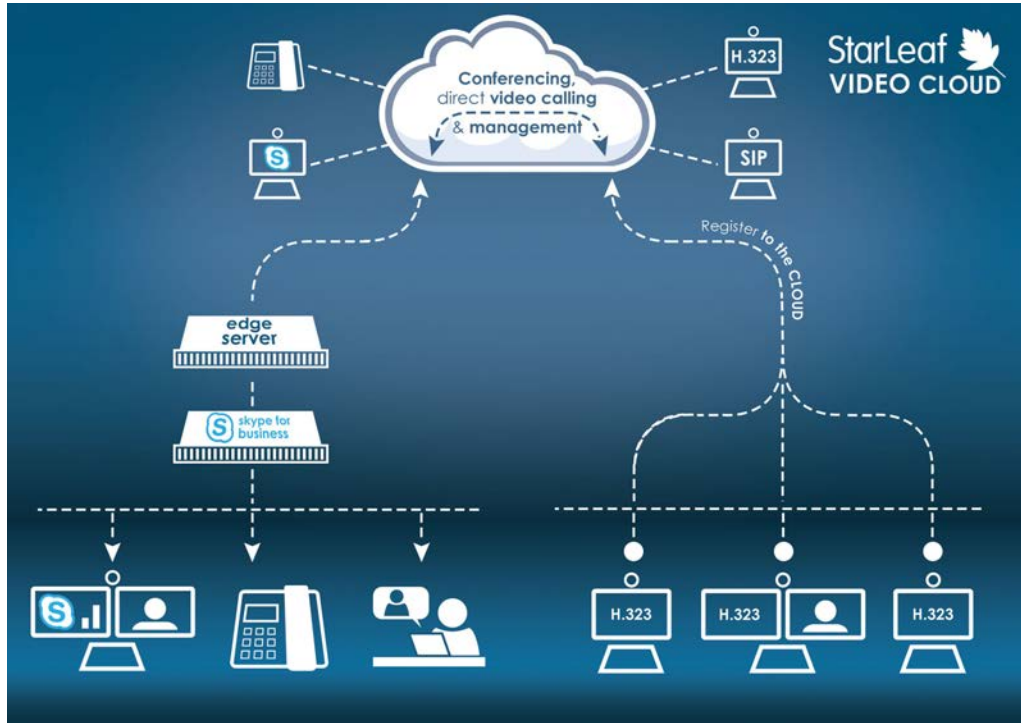 StarLeaf
VIDEO CLOUD
Conferencing,
direct video calling
& management
H.323
S
SIP
Register to the CLOUD
edge
server
S skype for
business
S
H.323
H.323
H.323